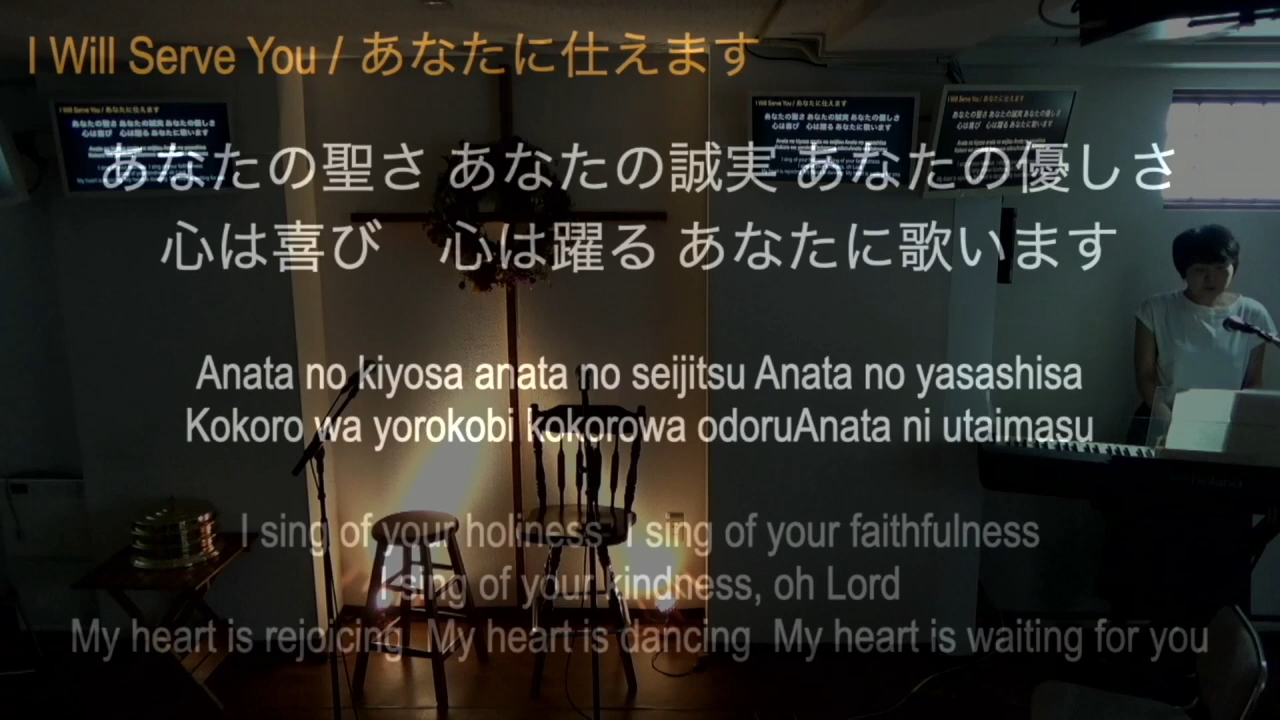 I Will Serve You / あなたに仕えます
あなたの聖さ あなたの誠実 あなたの優しさ
心は喜び　心は躍る あなたに歌います
Anata no kiyosa anata no seijitsu Anata no yasashisa
Kokoro wa yorokobi kokorowa odoruAnata ni utaimasu
I sing of your holiness  I sing of your faithfulness
I sing of your kindness, oh Lord
My heart is rejoicing  My heart is dancing  My heart is waiting for you
Roland